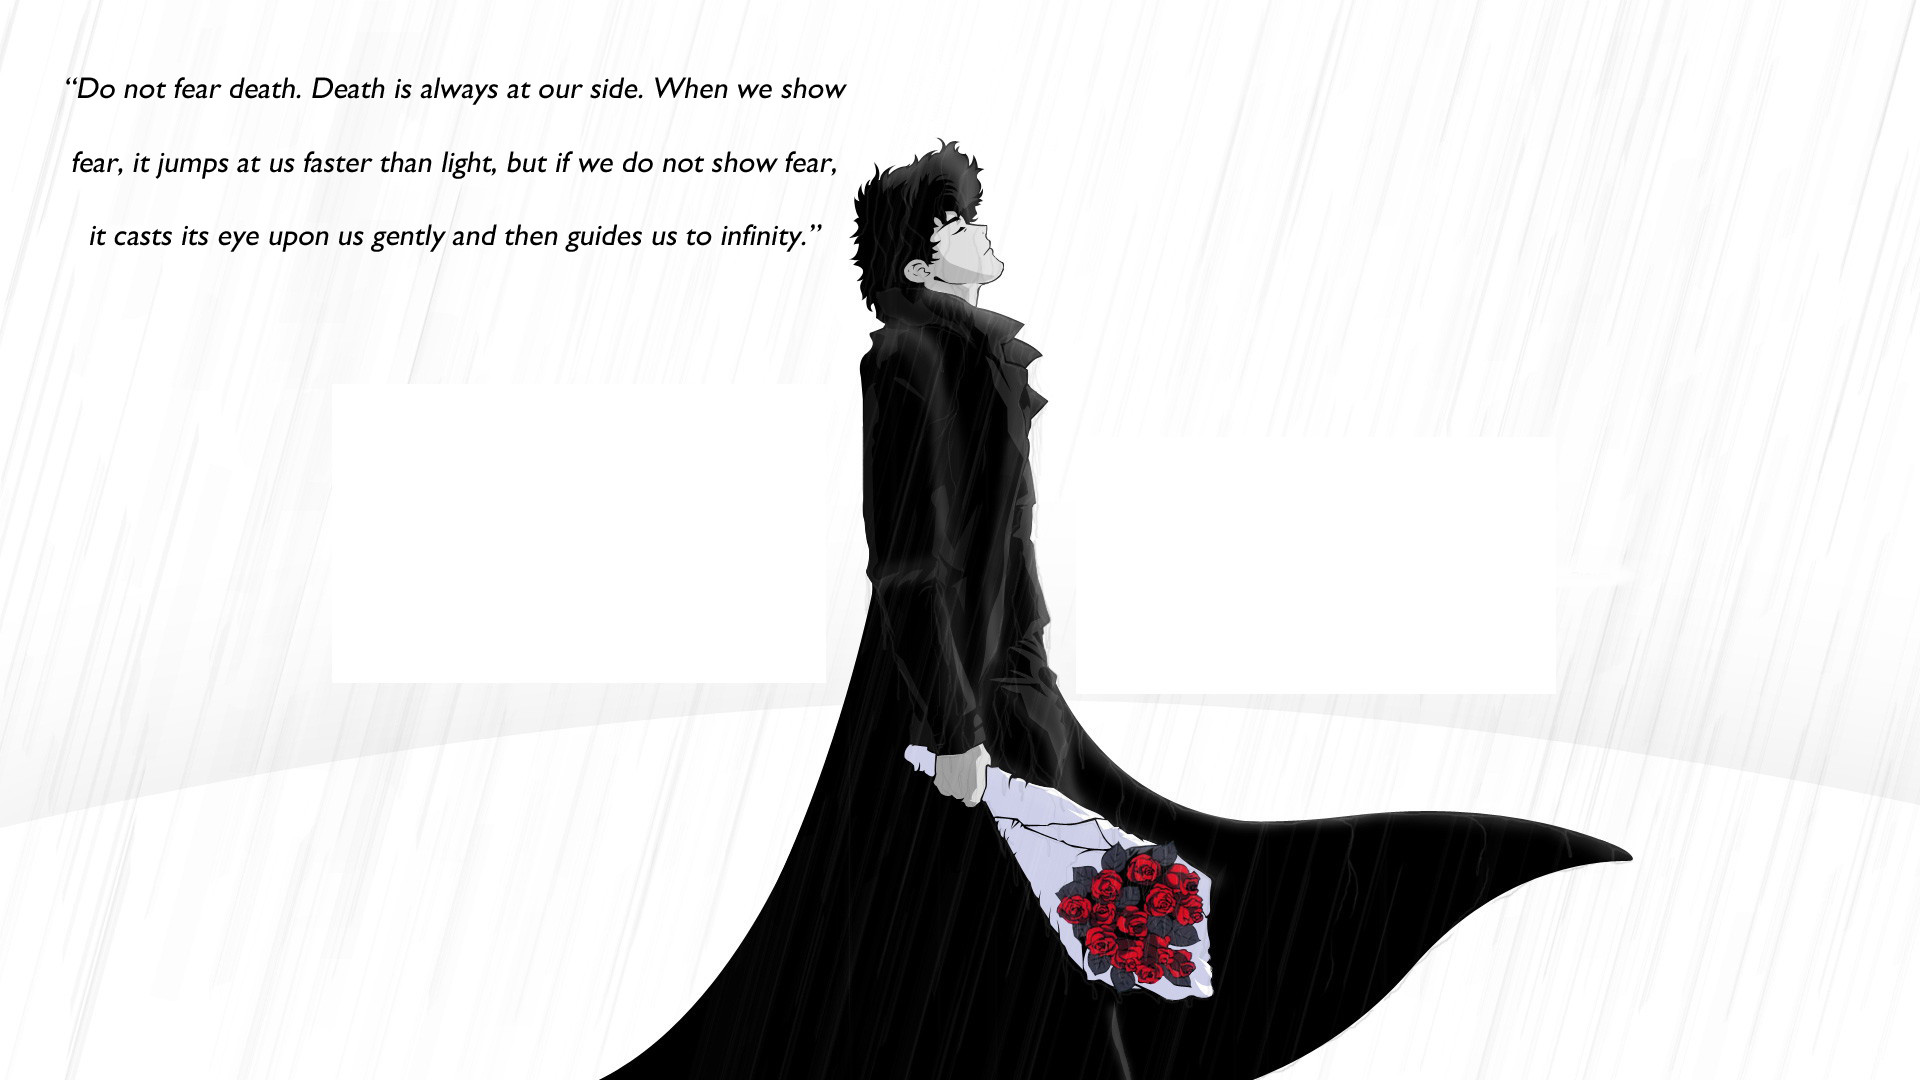 “Do not fear death. Death is always at our side. When we show
fear, it jumps at us faster than light, but if we do not show fear,
it casts its eye upon us gently and then guides us to infinity.”